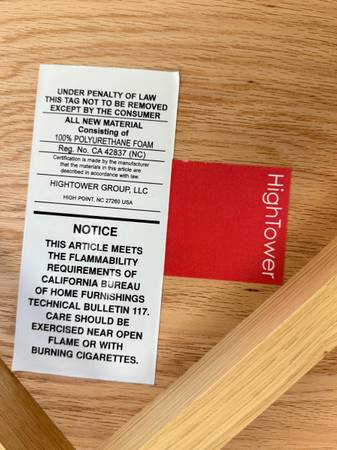 UNDER PENALTY OF LAW
THIS TAG NOT TO BE REMOVED
EXCEPT BY THE CONSUMER
ALL NEW MATERIAL
Consisting of
100% POLYURETHANE FOAM
Reg. No. CA 42837 (NC)
Certification is made by the manufacturer
that the materials in this article are
described in accordance with law.
HIGHTOWER GROUP, LLC
HIGH POINT, NC 27260 USA
NOTICE
THIS ARTICLE MEETS
THE FLAMMABILITY
REQUIREMENTS OF
CALIFORNIA BUREAU
OF HOME FURNISHINGS
TECHNICAL BULLETIN 117.
CARE SHOULD BE
EXERCISED NEAR OPEN
FLAME OR WITH
BURNING CIGARETTES.
HighTower